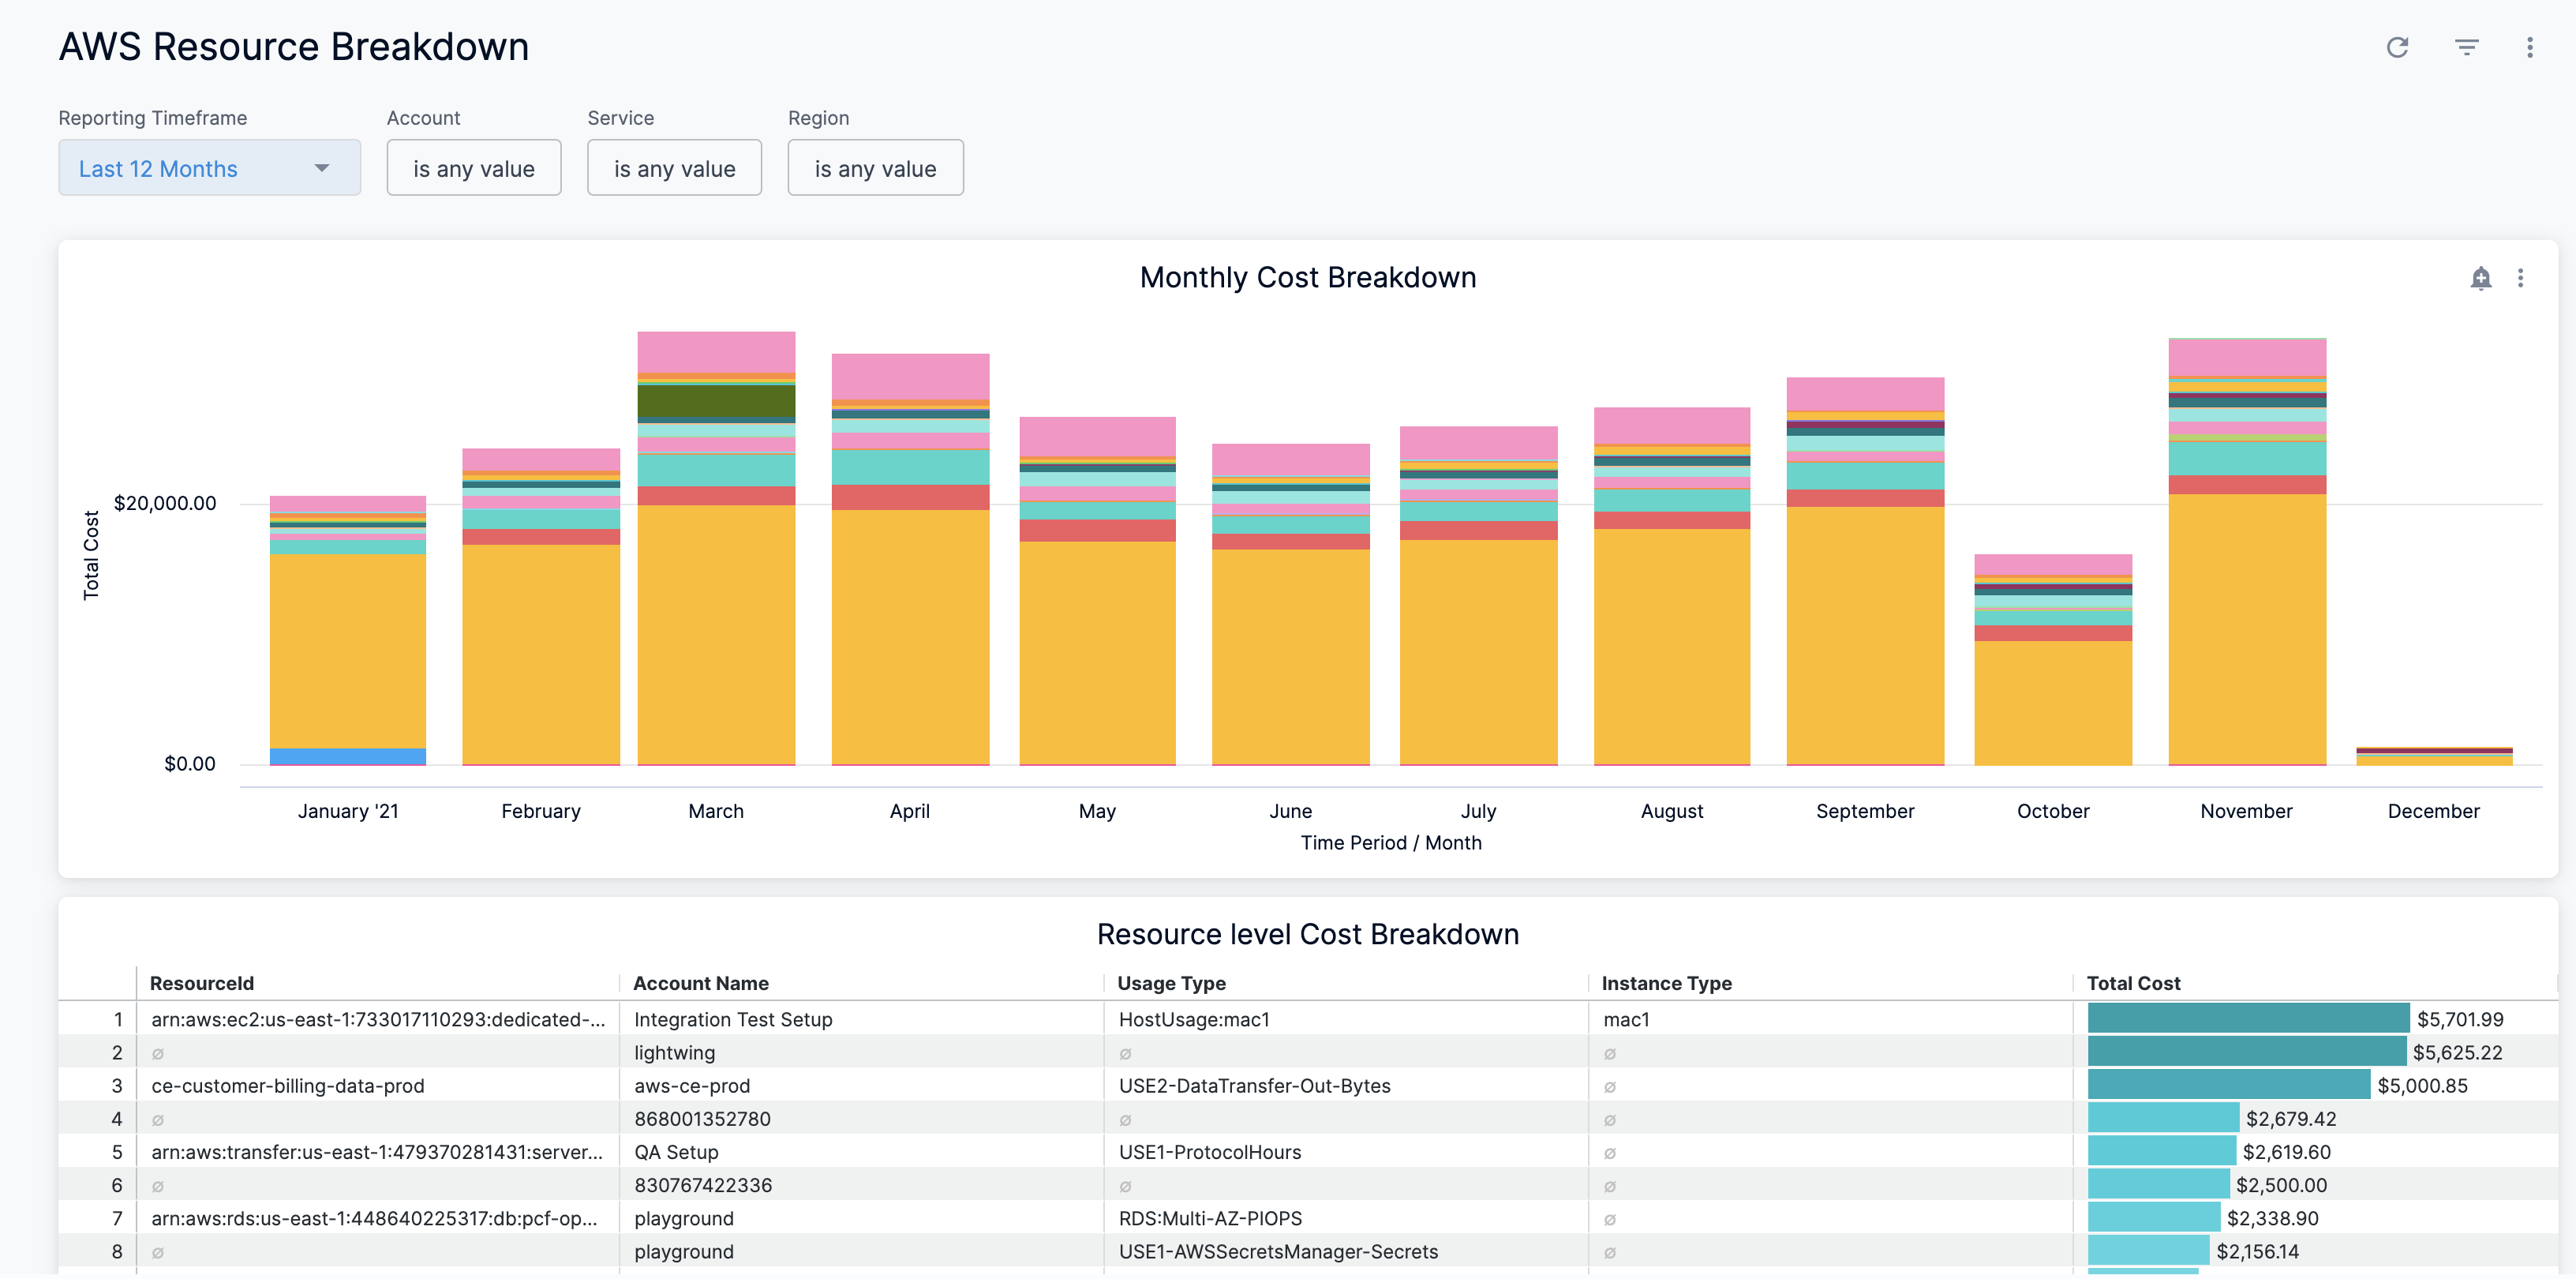 AWS Resource Breakdown
Reporting Timeframe Account Service Region
Last 12 Months is any value is any value is any value
Monthly Cost Breakdown
Total Cost
$20,000.00
$0.00
January '21 February March April May June July August September October November December
Time Period / Month
Resource level Cost Breakdown
ResourceId Account Name Usage Type Instance Type Total Cost
1 arn:aws:ec2:us-east-1:733017110293:dedicated-... Integration Test Setup HostUsage:mac1 mac1 $5,701.99
2 ∅ lightwing ∅ ∅ $5,625.22
3 ce-customer-billing-data-prod aws-ce-prod USE2-DataTransfer-Out-Bytes ∅ $5,000.85
4 ∅ 868001352780 ∅ ∅ $2,679.42
5 arn:aws:transfer:us-east-1:479370281431:server... QA Setup USE1-ProtocolHours ∅ $2,619.60
6 ∅ 830767422336 ∅ ∅ $2,500.00
7 arn:aws:rds:us-east-1:448640225317:db:pcf-op... playground RDS:Multi-AZ-PIOPS ∅ $2,338.90
8 ∅ playground USE1-AWSSecretsManager-Secrets ∅ $2,156.14